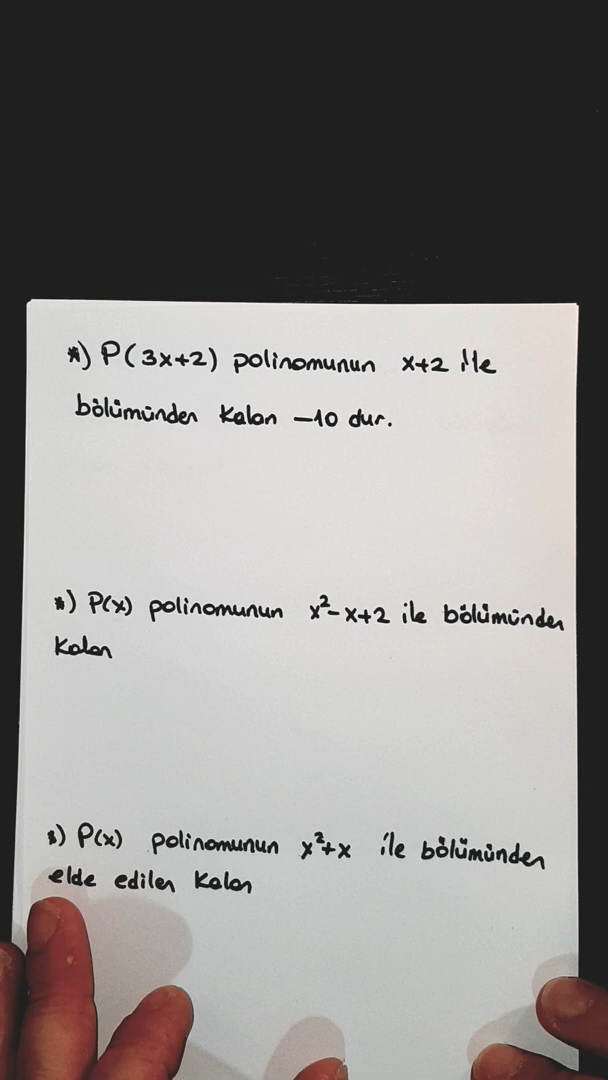 *) P(3x+2) polinomunun x+2 ile
bölümünden kalan -10 dur.
*) P(x) polinomunun x²-x+2 ile bölümünden
kalan
*) P(x) polinomunun x²+x ile bölümünden
elde edilen kalan